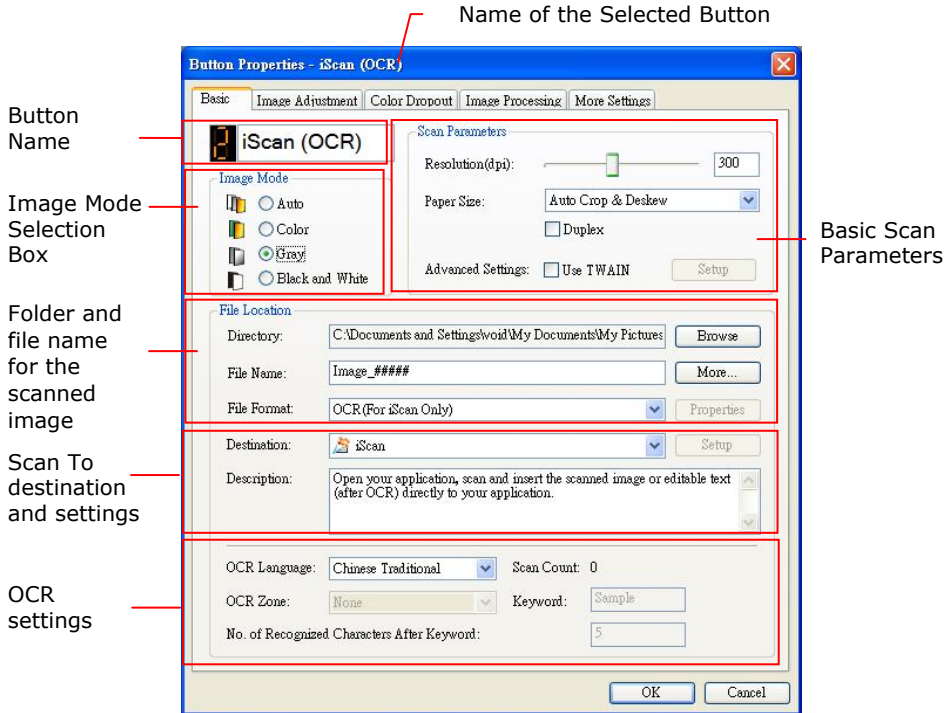 Name of the Selected Button
Button Properties - iScan (OCR)
Basic Image Adjustment Color Dropout Image Processing More Settings
Button
Name
2 iScan (OCR)
Image Mode
Selection
Box
Image Mode
Auto
Color
Gray
Black and White
Scan Parameters
Resolution(dpi): 300
Paper Size: Auto Crop & Deskew
Duplex
Advanced Settings: Use TWAIN Setup
Basic Scan
Parameters
Folder and
file name
for the
scanned
image
File Location
Directory: C:\Documents and Settings\void\My Documents\My Pictures Browse
File Name: Image_##### More...
File Format: OCR(For iScan Only) Properties
Scan To
destination
and settings
Destination: iScan Setup
Description: Open your application, scan and insert the scanned image or editable text
(after OCR) directly to your application.
OCR
settings
OCR Language: Chinese Traditional Scan Count: 0
OCR Zone: None Keyword: Sample
No. of Recognized Characters After Keyword: 5
OK Cancel